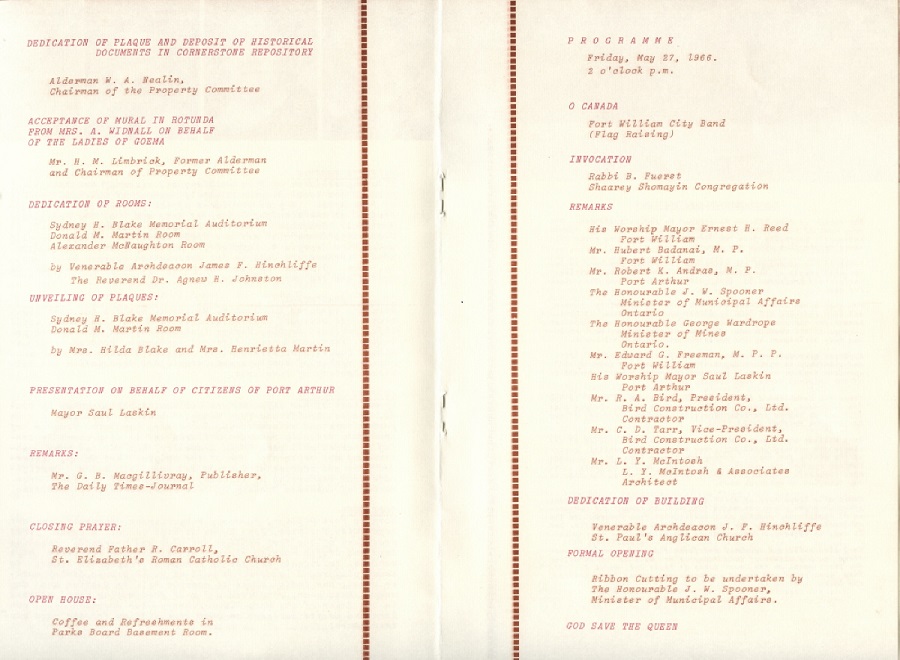 DEDICATION OF PLAQUE AND DEPOSIT OF HISTORICAL
DOCUMENTS IN CORNERSTONE REPOSITORY
Alderman W. A. Nealin,
Chairman of the Property Committee
ACCEPTANCE OF MURAL IN ROTUNDA
FROM MRS. A. WIDNALL ON BEHALF
OF THE LADIES OF GOEMA
Mr. H. M. Limbrick, Former Alderman
and Chairman of Property Committee
DEDICATION OF ROOMS:
Sydney H. Blake Memorial Auditorium
Donald M. Martin Room
Alexander McNaughton Room
by Venerable Archdeacon James F. Hinchliffe
The Reverend Dr. Agnew H. Johnston
UNVEILING OF PLAQUES:
Sydney H. Blake Memorial Auditorium
Donald M. Martin Room
by Mrs. Hilda Blake and Mrs. Henrietta Martin
PRESENTATION ON BEHALF OF CITIZENS OF PORT ARTHUR
Mayor Saul Laskin
REMARKS:
Mr. G. B. Macgillivray, Publisher,
The Daily Times-Journal
CLOSING PRAYER:
Reverend Father R. Carroll,
St. Elizabeth's Roman Catholic Church
OPEN HOUSE:
Coffee and Refreshments in
Parks Board Basement Room.
PROGRAMME
Friday, May 27, 1966.
2 o'clock p.m.
O CANADA
Fort William City Band
(Flag Raising)
INVOCATION
Rabbi B. Fueret
Shaarey Shomayin Congregation
REMARKS
His Worship Mayor Ernest H. Reed
Fort William
Mr. Hubert Badanai, M. P.
Fort William
Mr. Robert K. Andras, M. P.
Port Arthur
The Honourable J. W. Spooner
Minister of Municipal Affairs
Ontario
The Honourable George Wardrope
Minister of Mines
Ontario.
Mr. Edward G. Freeman, M. P. P.
Fort William
His Worship Mayor Saul Laskin
Port Arthur
Mr. R. A. Bird, President,
Bird Construction Co., Ltd.
Contractor
Mr. C. D. Tarr, Vice-President,
Bird Construction Co., Ltd.
Contractor
Mr. L. Y. McIntosh
L. Y. McIntosh & Associates
Architect
DEDICATION OF BUILDING
Venerable Archdeacon J. F. Hinchliffe
St. Paul's Anglican Church
FORMAL OPENING
Ribbon Cutting to be undertaken by
The Honourable J. W. Spooner,
Minister of Municipal Affairs.
GOD SAVE THE QUEEN